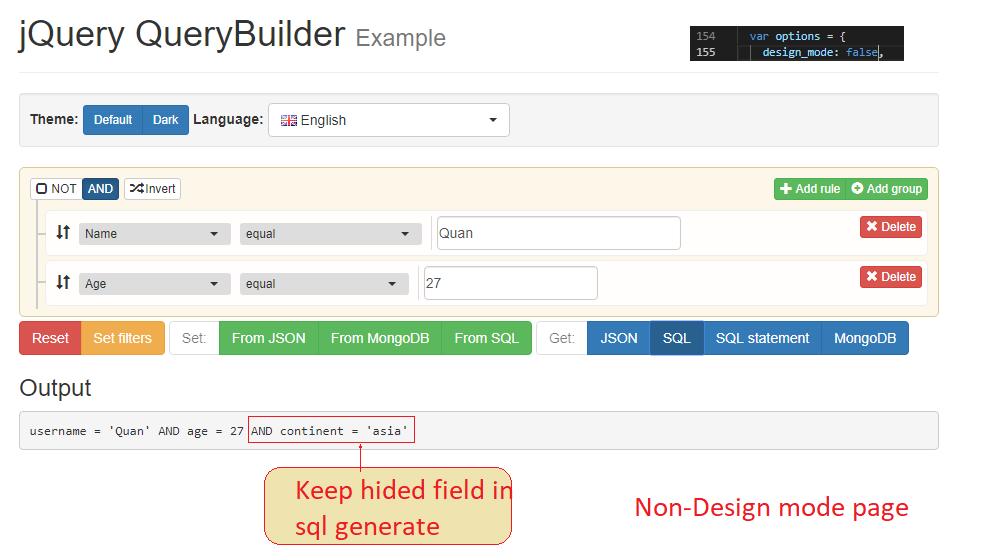 jQuery QueryBuilder Example
154 var options = {
155 design_mode: false,
Theme: Default Dark Language: English
NOT AND Invert Add rule Add group
Name equal Quan Delete
Age equal 27 Delete
Reset Set filters Set: From JSON From MongoDB From SQL Get: JSON SQL SQL statement MongoDB
Output
username = 'Quan' AND age = 27 AND continent = 'asia'
Keep hided field in
sql generate
Non-Design mode page